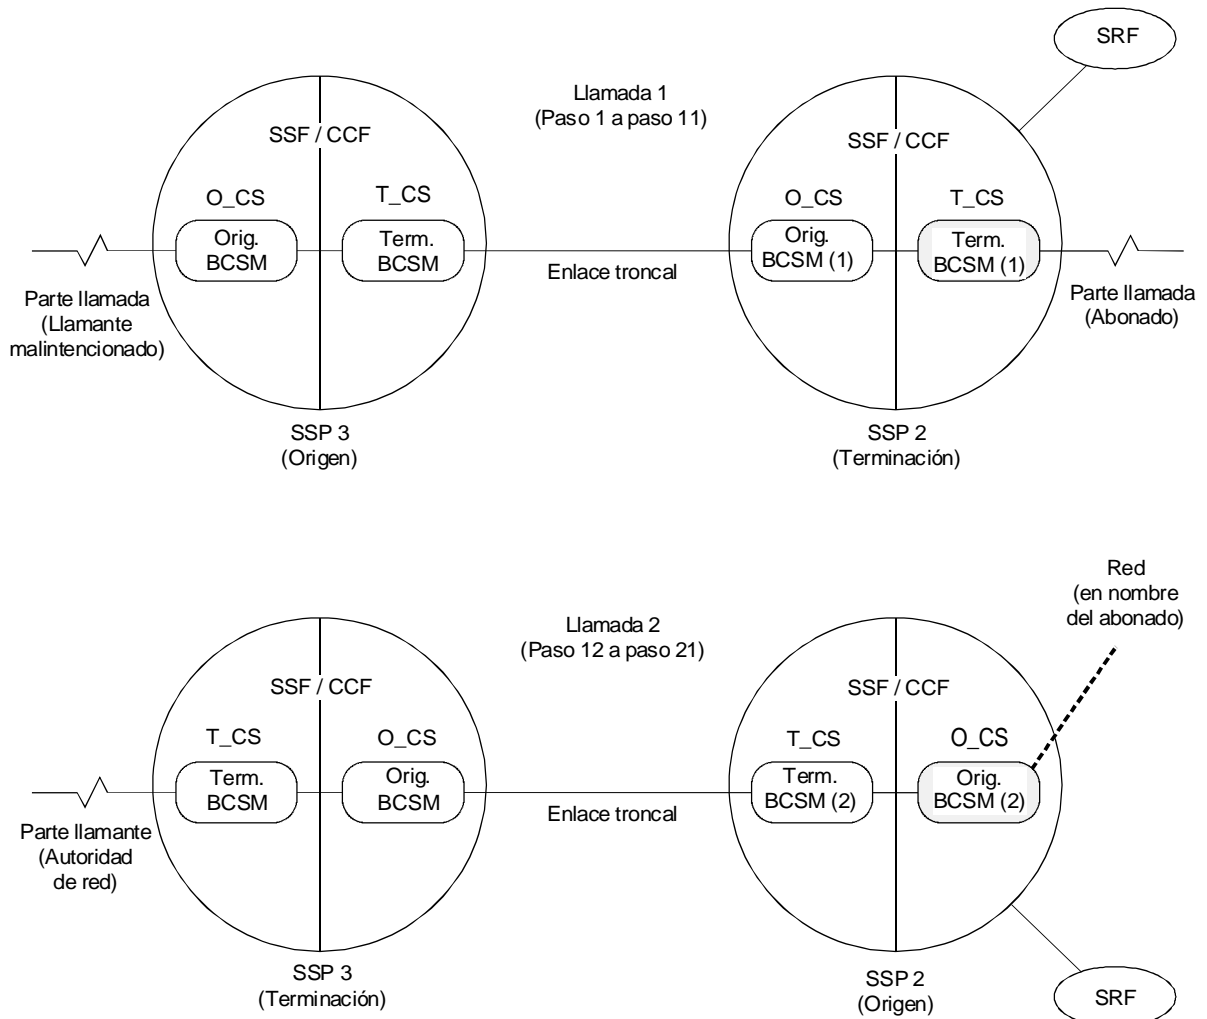 SRF
Llamada 1
(Paso 1 a paso 11)
SSF / CCF
SSF / CCF
O_CS
T_CS
O_CS
T_CS
Orig.
BCSM
Term.
BCSM
Orig.
BCSM (1)
Term.
BCSM (1)
Enlace troncal
Parte llamada
(Llamante
malintencionado)
Parte llamada
(Abonado)
SSP 3
(Origen)
SSP 2
(Terminación)
Red
(en nombre
del abonado)
Llamada 2
(Paso 12 a paso 21)
SSF / CCF
SSF / CCF
T_CS
O_CS
T_CS
O_CS
Term.
BCSM
Orig.
BCSM
Term.
BCSM (2)
Orig.
BCSM (2)
Enlace troncal
Parte llamante
(Autoridad
de red)
SSP 3
(Terminación)
SSP 2
(Origen)
SRF